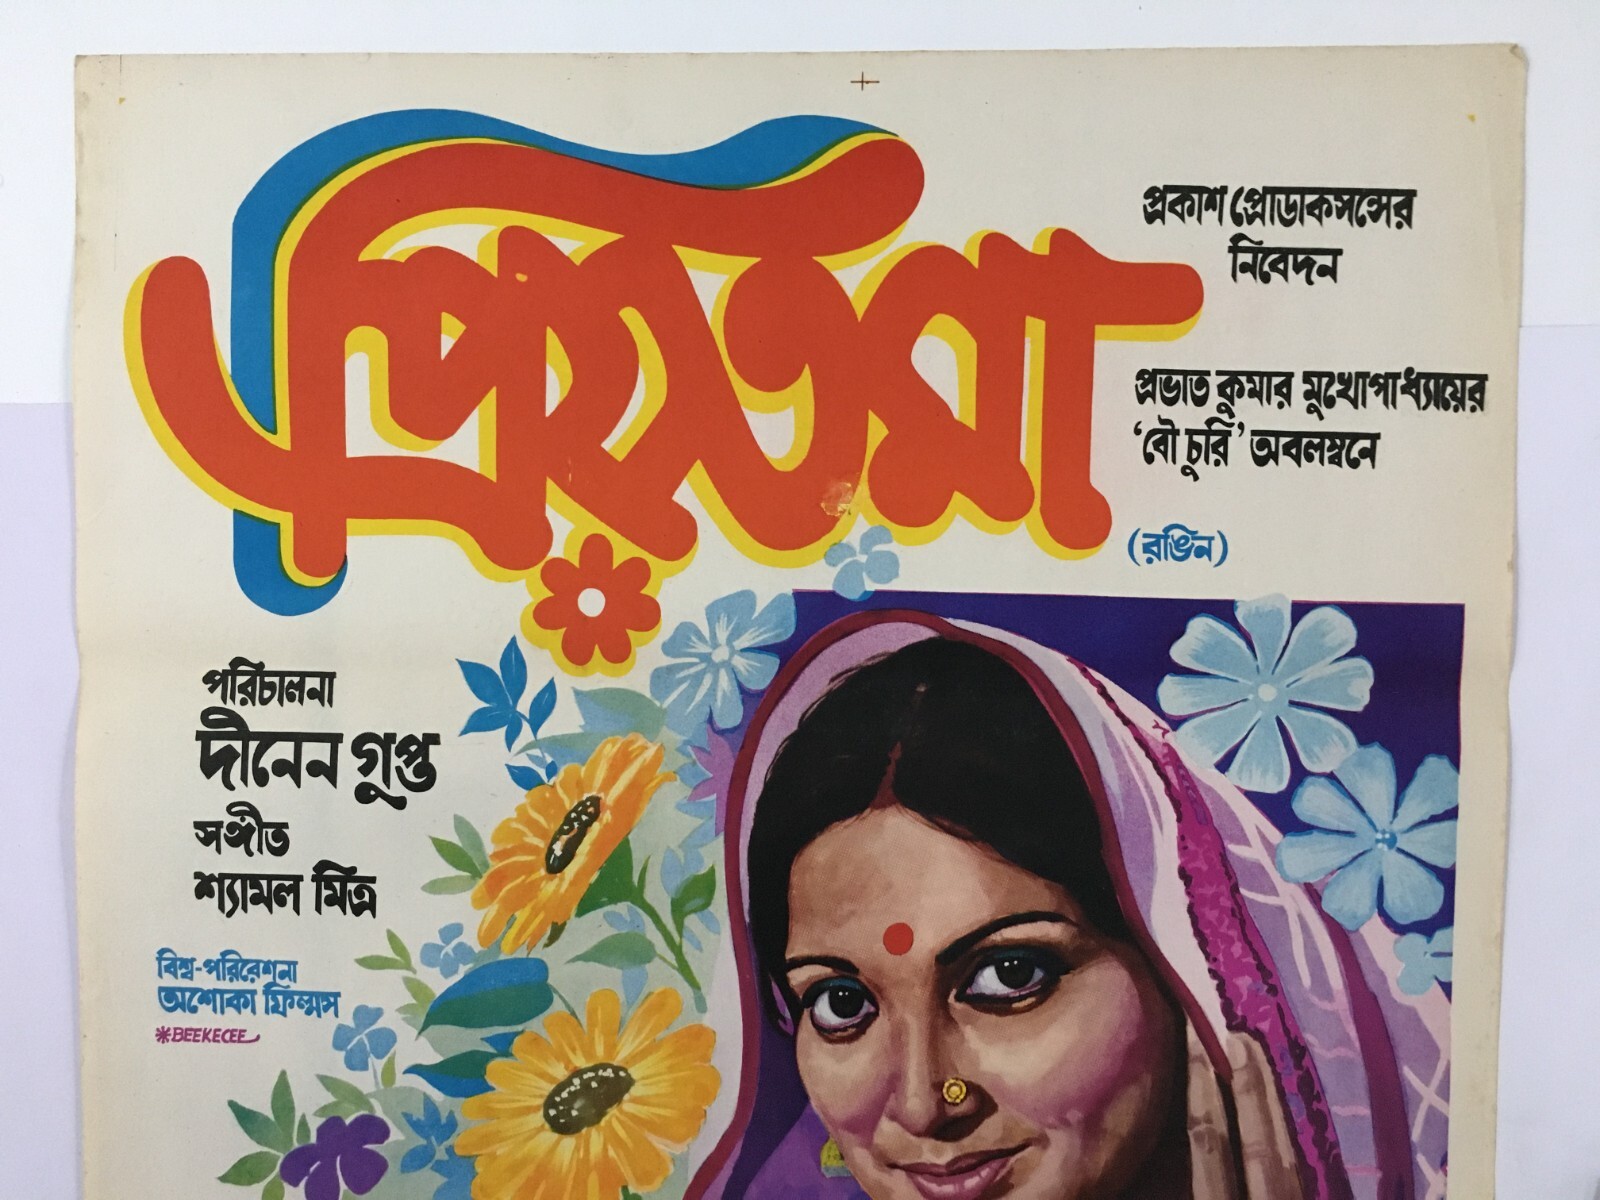 প্রিয়তমা
প্রকাশ প্রোডাকসন্সের
নিবেদন
প্রভাত কুমার মুখোপাধ্যায়ের
‘বৌ চুরি’ অবলম্বনে
(রঙিন)
পরিচালনা
দীনেন গুপ্ত
সঙ্গীত
শ্যামল মিত্র
বিশ্ব-পরিবেশনা
অশোকা ফিল্মস
*BEEKECEE